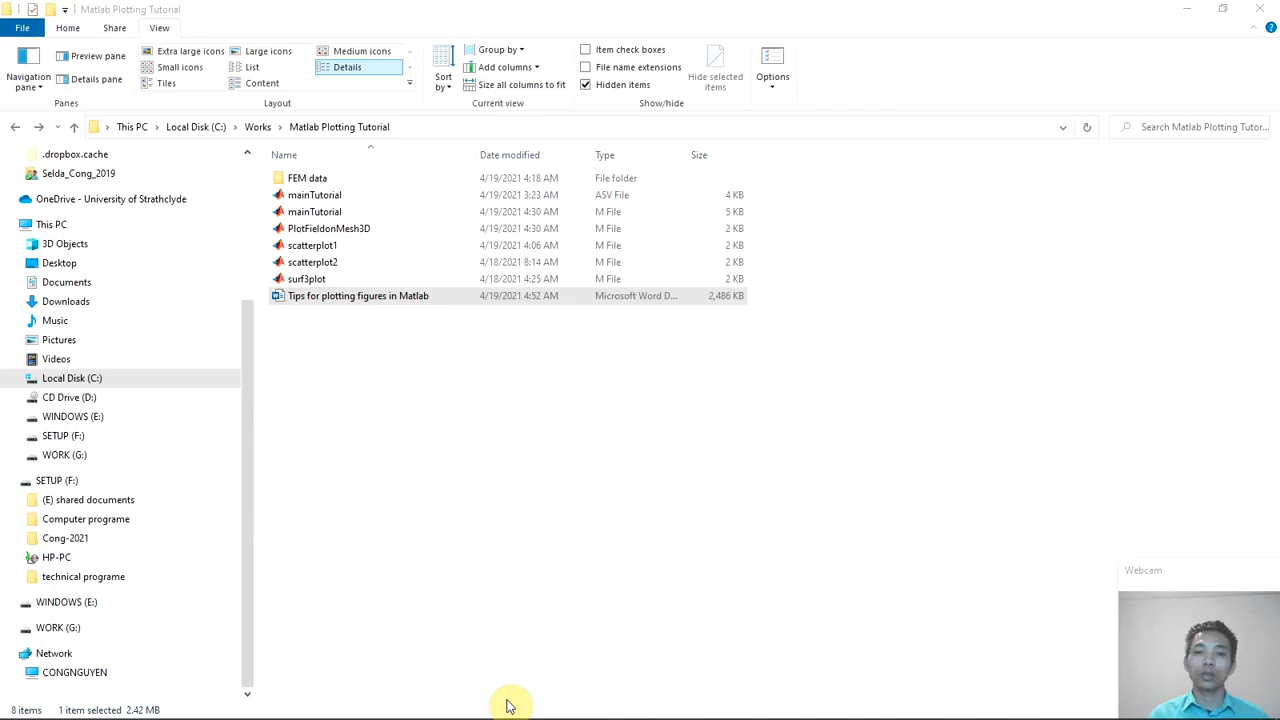 Matlab Plotting Tutorial
File Home Share View
Preview pane
Details pane
Navigation pane
Panes
Extra large icons Large icons Medium icons
Small icons List Details
Tiles Content
Layout
Sort by
Group by
Add columns
Size all columns to fit
Current view
Item check boxes
File name extensions
Hidden items
Hide selected items
Show/hide
Options
This PC Local Disk (C:) Works Matlab Plotting Tutorial
Search Matlab Plotting Tutor...
.dropbox.cache
Selda_Cong_2019
OneDrive - University of Strathclyde
This PC
3D Objects
Desktop
Documents
Downloads
Music
Pictures
Videos
Local Disk (C:)
CD Drive (D:)
WINDOWS (E:)
SETUP (F:)
WORK (G:)
SETUP (F:)
(E) shared documents
Computer programe
Cong-2021
HP-PC
technical programe
WINDOWS (E:)
WORK (G:)
Network
CONGNGUYEN
Name Date modified Type Size
FEM data 4/19/2021 4:18 AM File folder
mainTutorial 4/19/2021 3:23 AM ASV File 4 KB
mainTutorial 4/19/2021 4:30 AM M File 5 KB
PlotFieldonMesh3D 4/19/2021 4:30 AM M File 2 KB
scatterplot1 4/19/2021 4:06 AM M File 2 KB
scatterplot2 4/18/2021 8:14 AM M File 2 KB
surf3plot 4/18/2021 4:25 AM M File 2 KB
Tips for plotting figures in Matlab 4/19/2021 4:52 AM Microsoft Word D... 2,486 KB
Webcam
8 items 1 item selected 2.42 MB